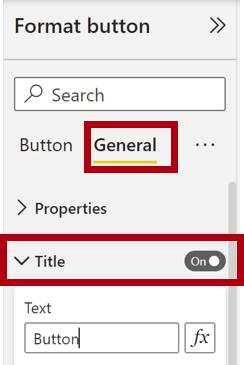 Format button
Search
Button General ...
Properties
Title On
Text
Button fx